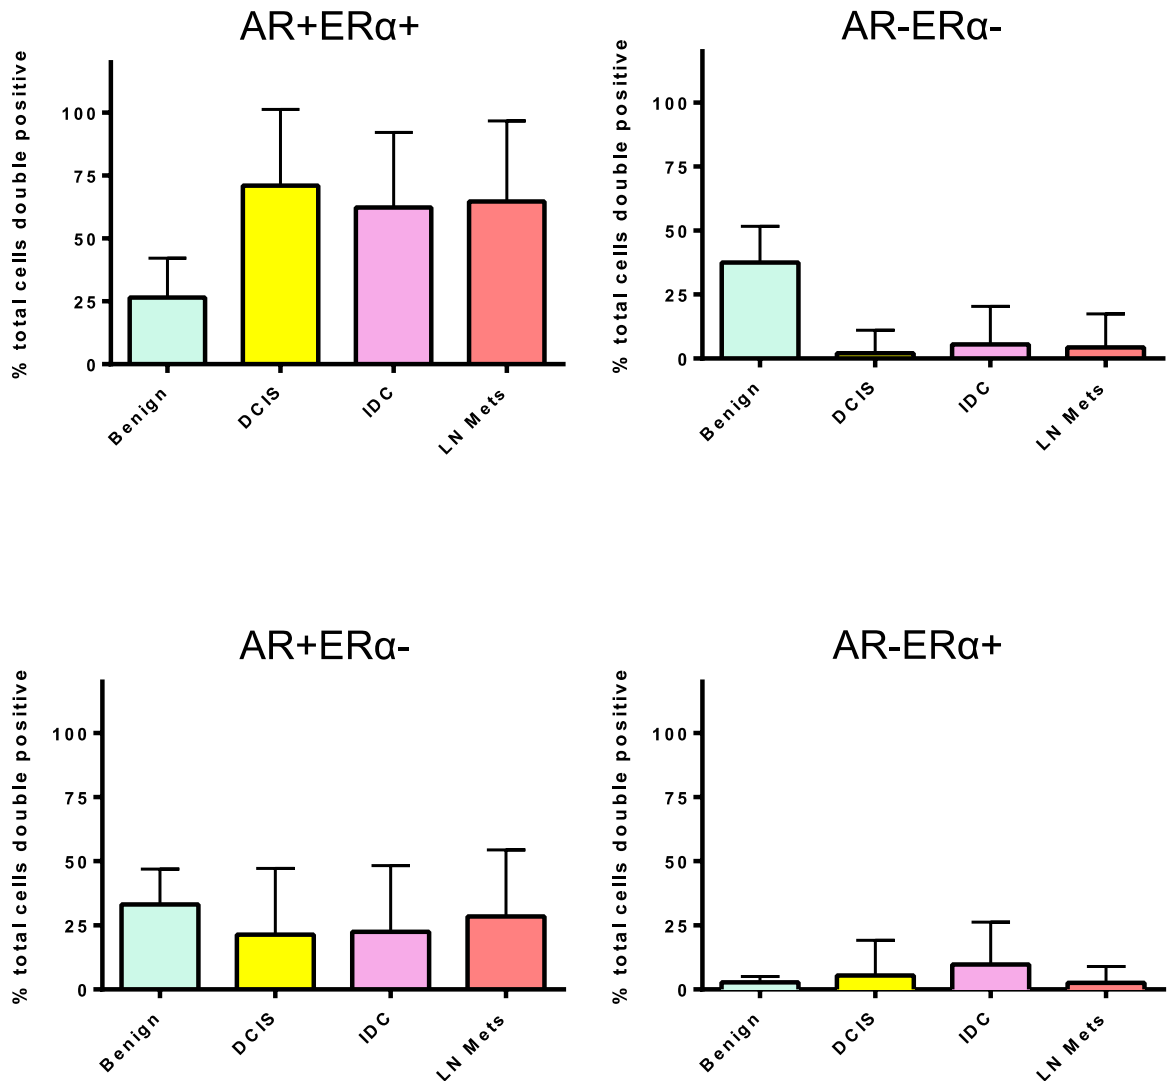 AR+ERα+
% total cells double positive
100
75
50
25
0
Benign
DCIS
IDC
LN Mets
AR-ERα-
% total cells double positive
100
75
50
25
0
Benign
DCIS
IDC
LN Mets
AR+ERα-
% total cells double positive
100
75
50
25
0
Benign
DCIS
IDC
LN Mets
AR-ERα+
% total cells double positive
100
75
50
25
0
Benign
DCIS
IDC
LN Mets